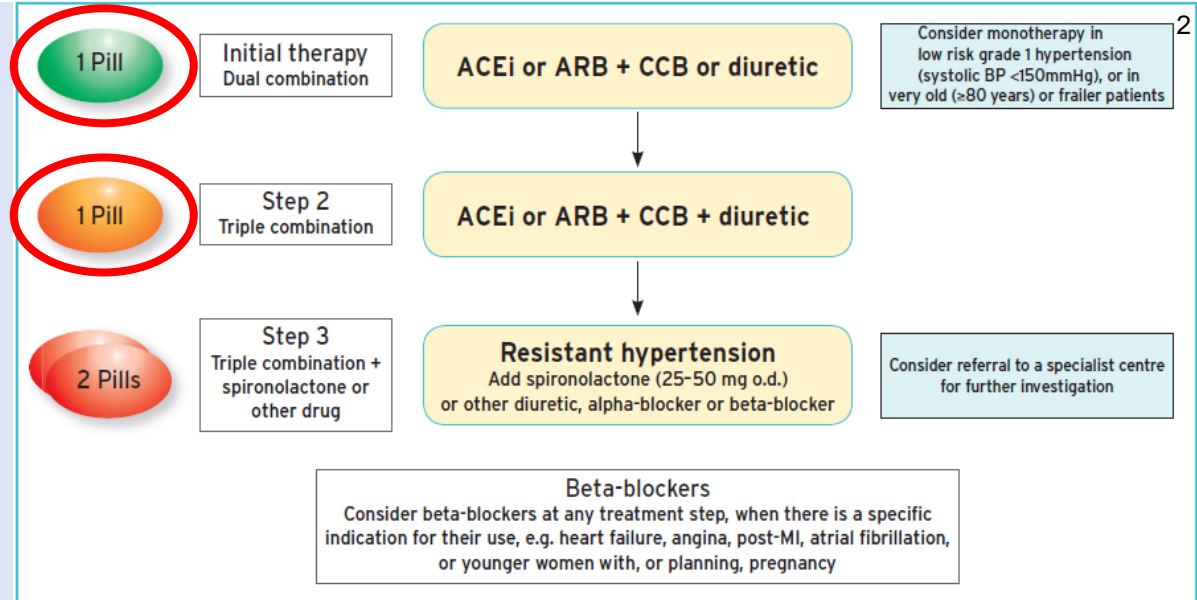 2
1 Pill
Initial therapy
Dual combination
ACEi or ARB + CCB or diuretic
Consider monotherapy in
low risk grade 1 hypertension
(systolic BP <150mmHg), or in
very old (≥80 years) or frailer patients
1 Pill
Step 2
Triple combination
ACEi or ARB + CCB + diuretic
2 Pills
Step 3
Triple combination +
spironolactone or
other drug
Resistant hypertension
Add spironolactone (25-50 mg o.d.)
or other diuretic, alpha-blocker or beta-blocker
Consider referral to a specialist centre
for further investigation
Beta-blockers
Consider beta-blockers at any treatment step, when there is a specific
indication for their use, e.g. heart failure, angina, post-MI, atrial fibrillation,
or younger women with, or planning, pregnancy